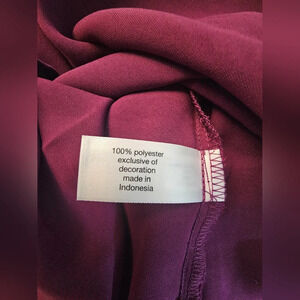 100% polyester
exclusive of
decoration
made in
Indonesia